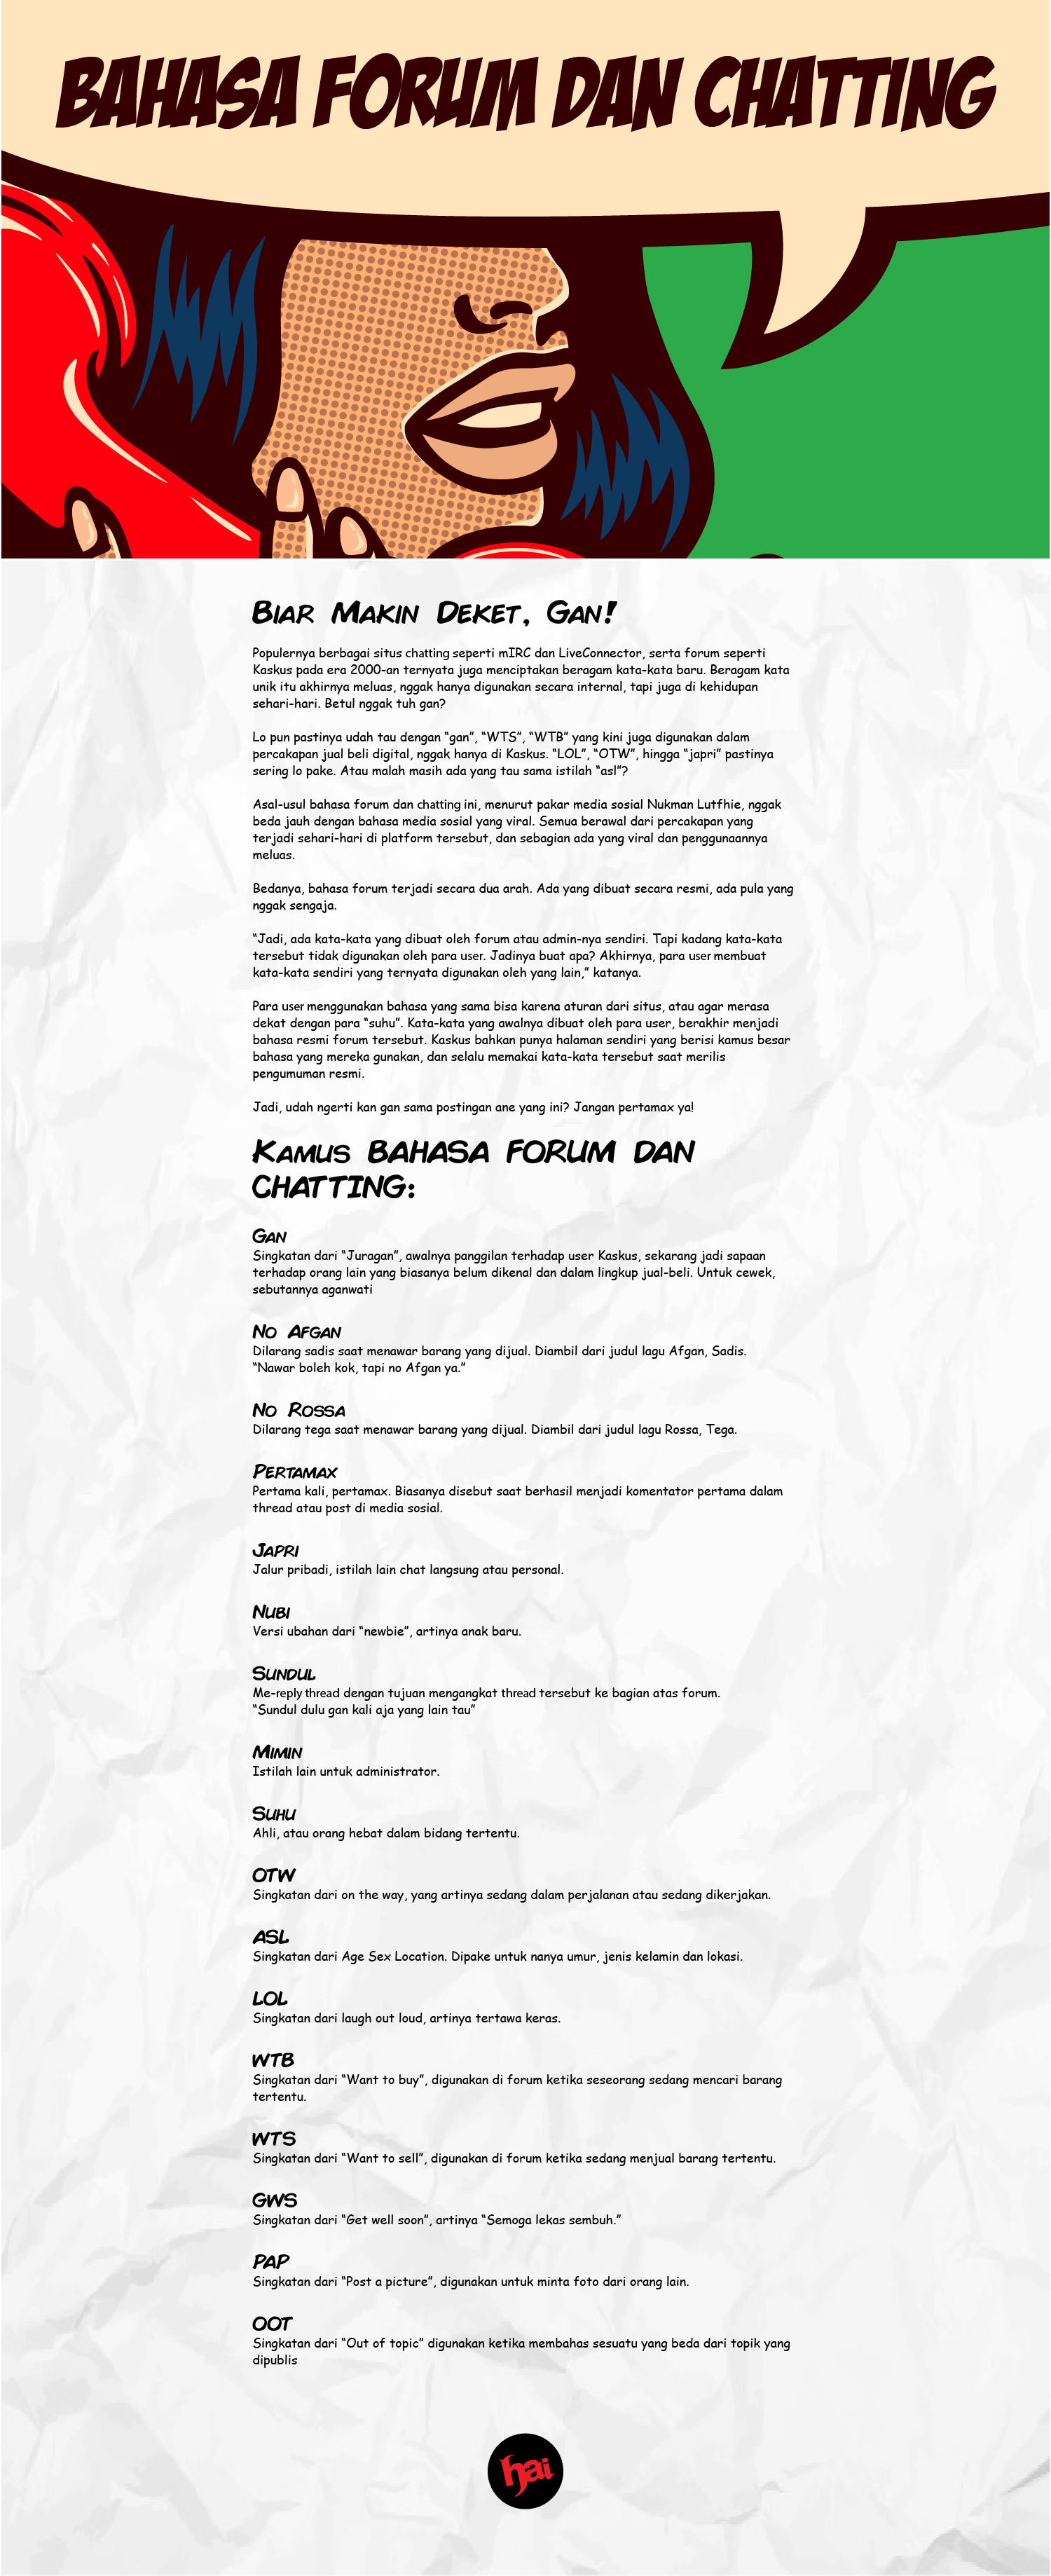 BAHASA FORUM DAN CHATTING
Biar Makin Deket, Gan!
Populernya berbagai situs chatting seperti mIRC dan LiveConnector, serta forum seperti
Kaskus pada era 2000-an ternyata juga menciptakan beragam kata-kata baru. Beragam kata
unik itu akhirnya meluas, nggak hanya digunakan secara internal, tapi juga di kehidupan
sehari-hari. Betul nggak tuh gan?
Lo pun pastinya udah tau dengan “gan”, “WTS”, “WTB” yang kini juga digunakan dalam
percakapan jual beli digital, nggak hanya di Kaskus. “LOL”, “OTW”, hingga “japri” pastinya
sering lo pake. Atau malah masih ada yang tau sama istilah “asl”?
Asal-usul bahasa forum dan chatting ini, menurut pakar media sosial Nukman Lutfhie, nggak
beda jauh dengan bahasa media sosial yang viral. Semua berawal dari percakapan yang
terjadi sehari-hari di platform tersebut, dan sebagian ada yang viral dan penggunaannya
meluas.
Bedanya, bahasa forum terjadi secara dua arah. Ada yang dibuat secara resmi, ada pula yang
nggak sengaja.
“Jadi, ada kata-kata yang dibuat oleh forum atau admin-nya sendiri. Tapi kadang kata-kata
tersebut tidak digunakan oleh para user. Jadinya buat apa? Akhirnya, para user membuat
kata-kata sendiri yang ternyata digunakan oleh yang lain,” katanya.
Para user menggunakan bahasa yang sama bisa karena aturan dari situs, atau agar merasa
dekat dengan para “suhu”. Kata-kata yang awalnya dibuat oleh para user, berakhir menjadi
bahasa resmi forum tersebut. Kaskus bahkan punya halaman sendiri yang berisi kamus besar
bahasa yang mereka gunakan, dan selalu memakai kata-kata tersebut saat merilis
pengumuman resmi.
Jadi, udah ngerti kan gan sama postingan ane yang ini? Jangan pertamax ya!
Kamus BAHASA FORUM DAN
CHATTING:
Gan
Singkatan dari “Juragan”, awalnya panggilan terhadap user Kaskus, sekarang jadi sapaan
terhadap orang lain yang biasanya belum dikenal dan dalam lingkup jual-beli. Untuk cewek,
sebutannya aganwati
No Afgan
Dilarang sadis saat menawar barang yang dijual. Diambil dari judul lagu Afgan, Sadis.
“Nawar boleh kok, tapi no Afgan ya.”
No Rossa
Dilarang tega saat menawar barang yang dijual. Diambil dari judul lagu Rossa, Tega.
Pertamax
Pertama kali, pertamax. Biasanya disebut saat berhasil menjadi komentator pertama dalam
thread atau post di media sosial.
Japri
Jalur pribadi, istilah lain chat langsung atau personal.
Nubi
Versi ubahan dari “newbie”, artinya anak baru.
Sundul
Me-reply thread dengan tujuan mengangkat thread tersebut ke bagian atas forum.
“Sundul dulu gan kali aja yang lain tau”
Mimin
Istilah lain untuk administrator.
Suhu
Ahli, atau orang hebat dalam bidang tertentu.
OTW
Singkatan dari on the way, yang artinya sedang dalam perjalanan atau sedang dikerjakan.
ASL
Singkatan dari Age Sex Location. Dipake untuk nanya umur, jenis kelamin dan lokasi.
LOL
Singkatan dari laugh out loud, artinya tertawa keras.
WTB
Singkatan dari “Want to buy”, digunakan di forum ketika seseorang sedang mencari barang
tertentu.
WTS
Singkatan dari “Want to sell”, digunakan di forum ketika sedang menjual barang tertentu.
GWS
Singkatan dari “Get well soon”, artinya “Semoga lekas sembuh.”
PAP
Singkatan dari “Post a picture”, digunakan untuk minta foto dari orang lain.
OOT
Singkatan dari “Out of topic” digunakan ketika membahas sesuatu yang beda dari topik yang
dipublis
hai